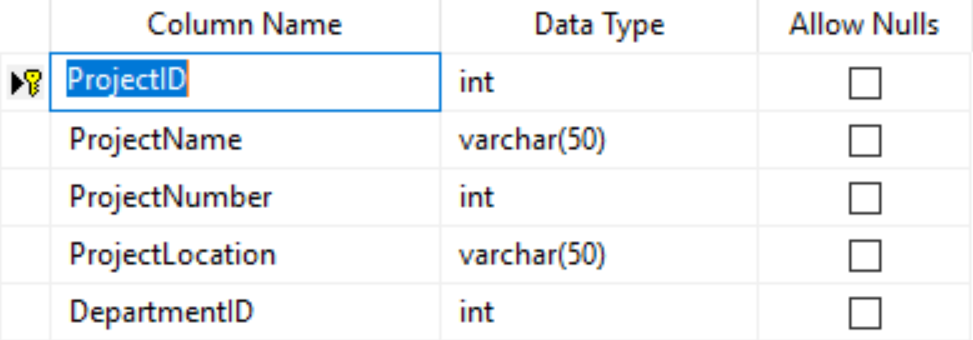 Column Name Data Type Allow Nulls
ProjectID int
ProjectName varchar(50)
ProjectNumber int
ProjectLocation varchar(50)
DepartmentID int